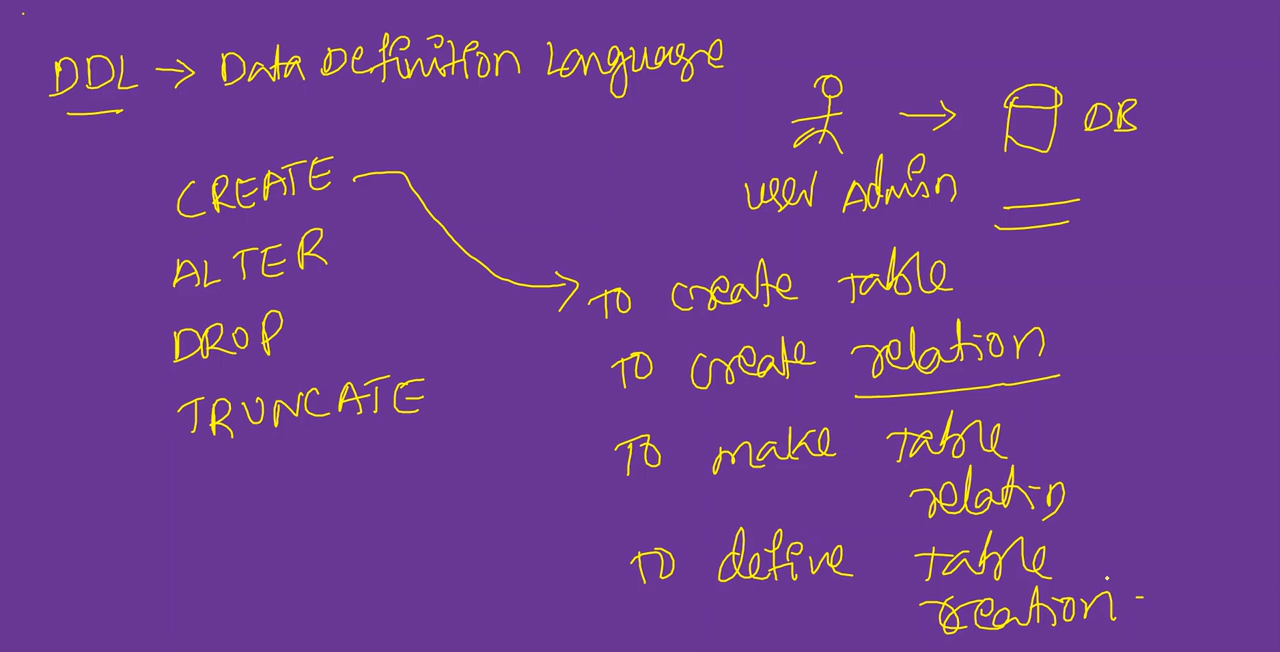 DDL → Data Definition Language
DB
user Admin
CREATE
ALTER
DROP
TRUNCATE
To create table
To create relation
To make table
relation
To define table